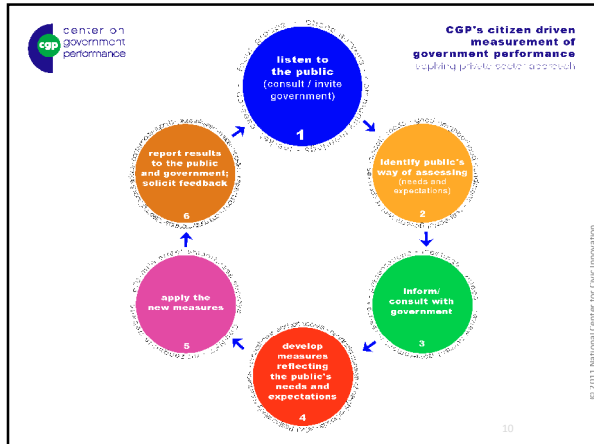 center on
government
performance
cgp
CGP's citizen driven
measurement of
government performance
applying private sector approach
listen to
the public
(consult / invite
government)
1
identify public's
way of assessing
(needs and
expectations)
2
inform/
consult with
government
3
develop
measures
reflecting
the public's
needs and
expectations
4
apply the
new measures
5
report results
to the public
and government;
solicit feedback
6
© 2011 National Center for Civic Innovation
10